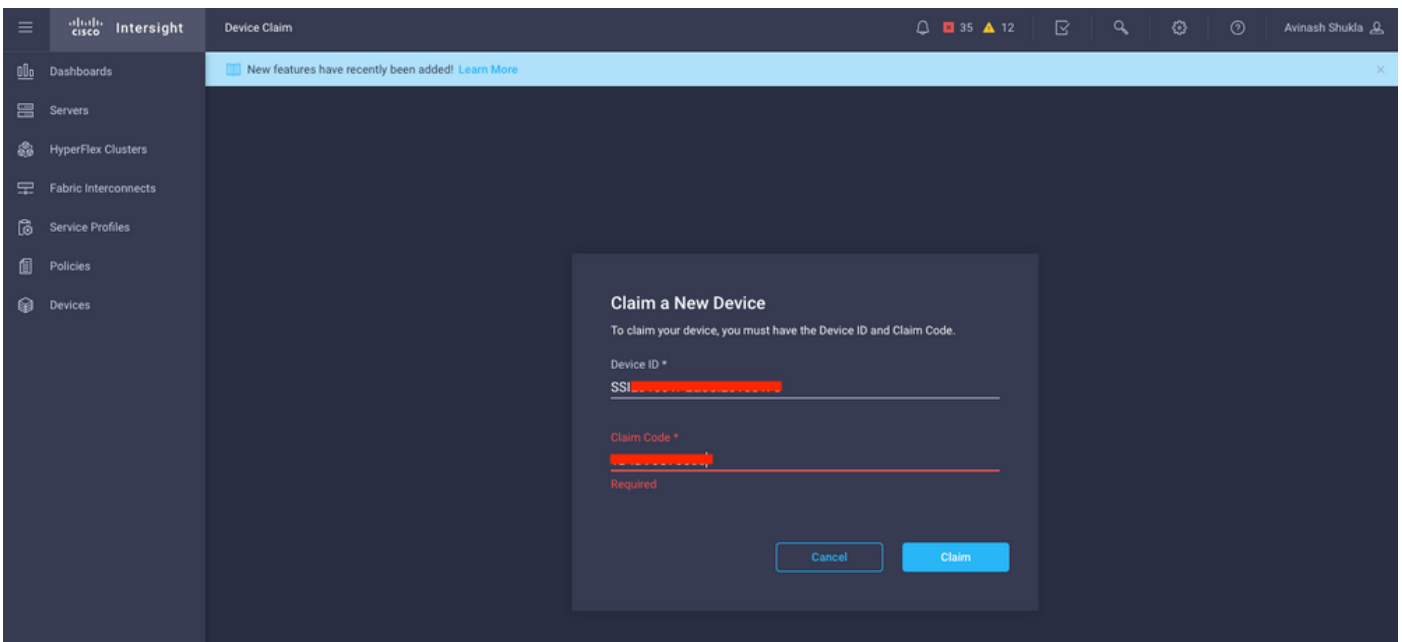 cisco Intersight
Device Claim
35
12
Avinash Shukla
Dashboards
New features have recently been added! Learn More
Servers
HyperFlex Clusters
Fabric Interconnects
Service Profiles
Policies
Devices
Claim a New Device
To claim your device, you must have the Device ID and Claim Code.
Device ID *
SSI
Claim Code *
Required
Cancel
Claim